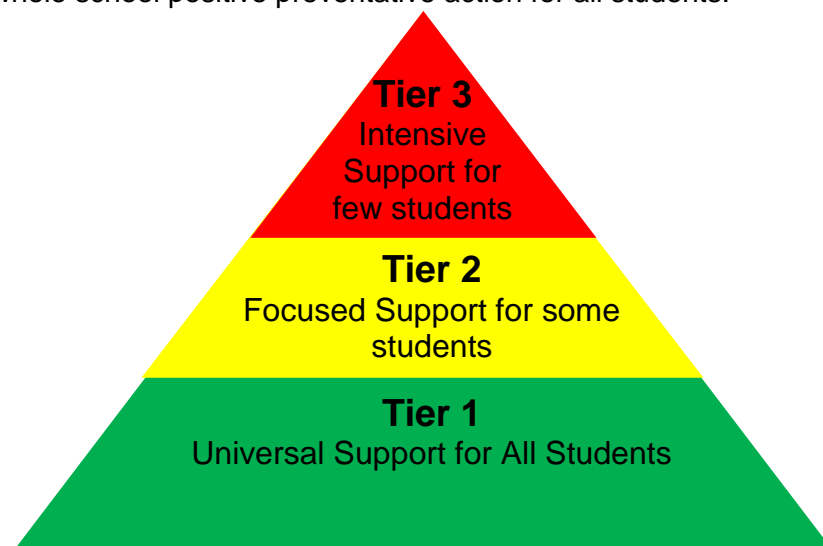 whole school positive preventative action for all students.
Tier 3
Intensive
Support for
few students
Tier 2
Focused Support for some
students
Tier 1
Universal Support for All Students